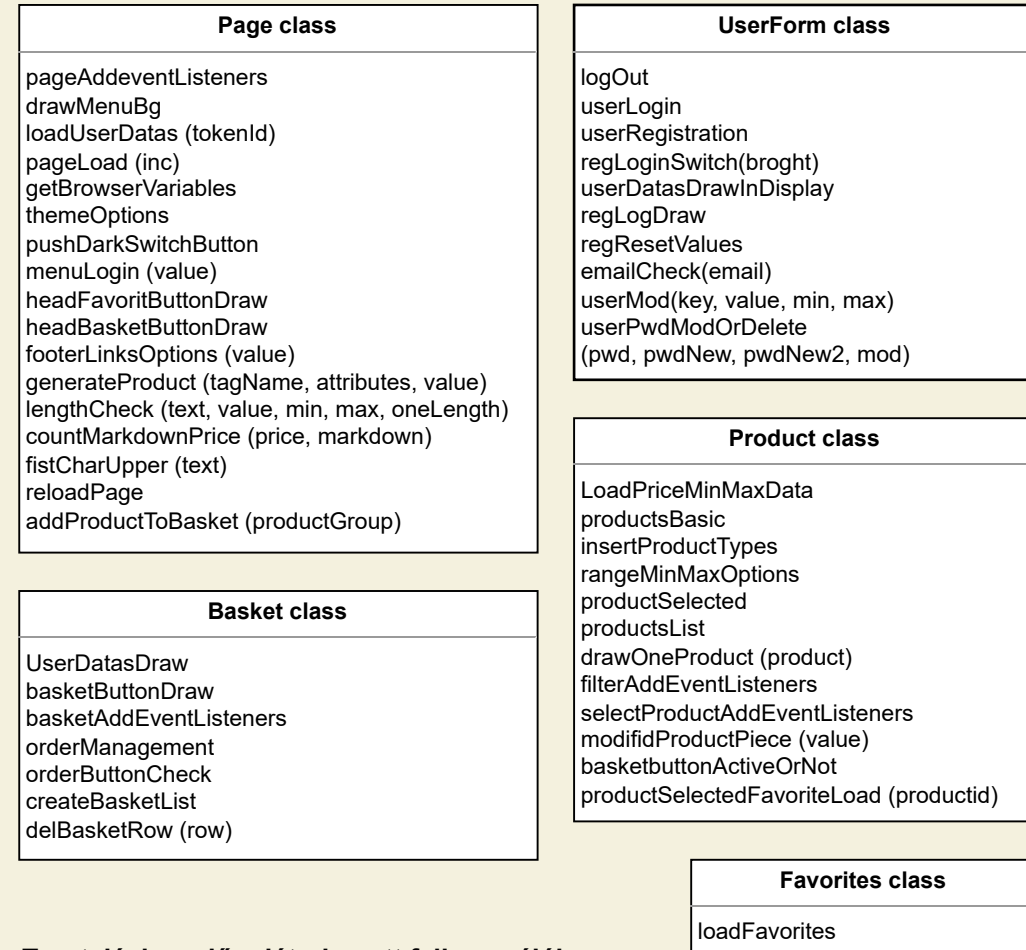 Page class
pageAddeventListeners
drawMenuBg
loadUserDatas (tokenId)
pageLoad (inc)
getBrowserVariables
themeOptions
pushDarkSwitchButton
menuLogin (value)
headFavoritButtonDraw
headBasketButtonDraw
footerLinksOptions (value)
generateProduct (tagName, attributes, value)
lengthCheck (text, value, min, max, oneLength)
countMarkdownPrice (price, markdown)
fistCharUpper (text)
reloadPage
addProductToBasket (productGroup)
Basket class
UserDatasDraw
basketButtonDraw
basketAddEventListeners
orderManagement
orderButtonCheck
createBasketList
delBasketRow (row)
UserForm class
logOut
userLogin
userRegistration
regLoginSwitch(broght)
userDatasDrawInDisplay
regLogDraw
regResetValues
emailCheck(email)
userMod(key, value, min, max)
userPwdModOrDelete
(pwd, pwdNew, pwdNew2, mod)
Product class
LoadPriceMinMaxData
productsBasic
insertProductTypes
rangeMinMaxOptions
productSelected
productsList
drawOneProduct (product)
filterAddEventListeners
selectProductAddEventListeners
modifidProductPiece (value)
basketbuttonActiveOrNot
productSelectedFavoriteLoad (productid)
Favorites class
loadFavorites